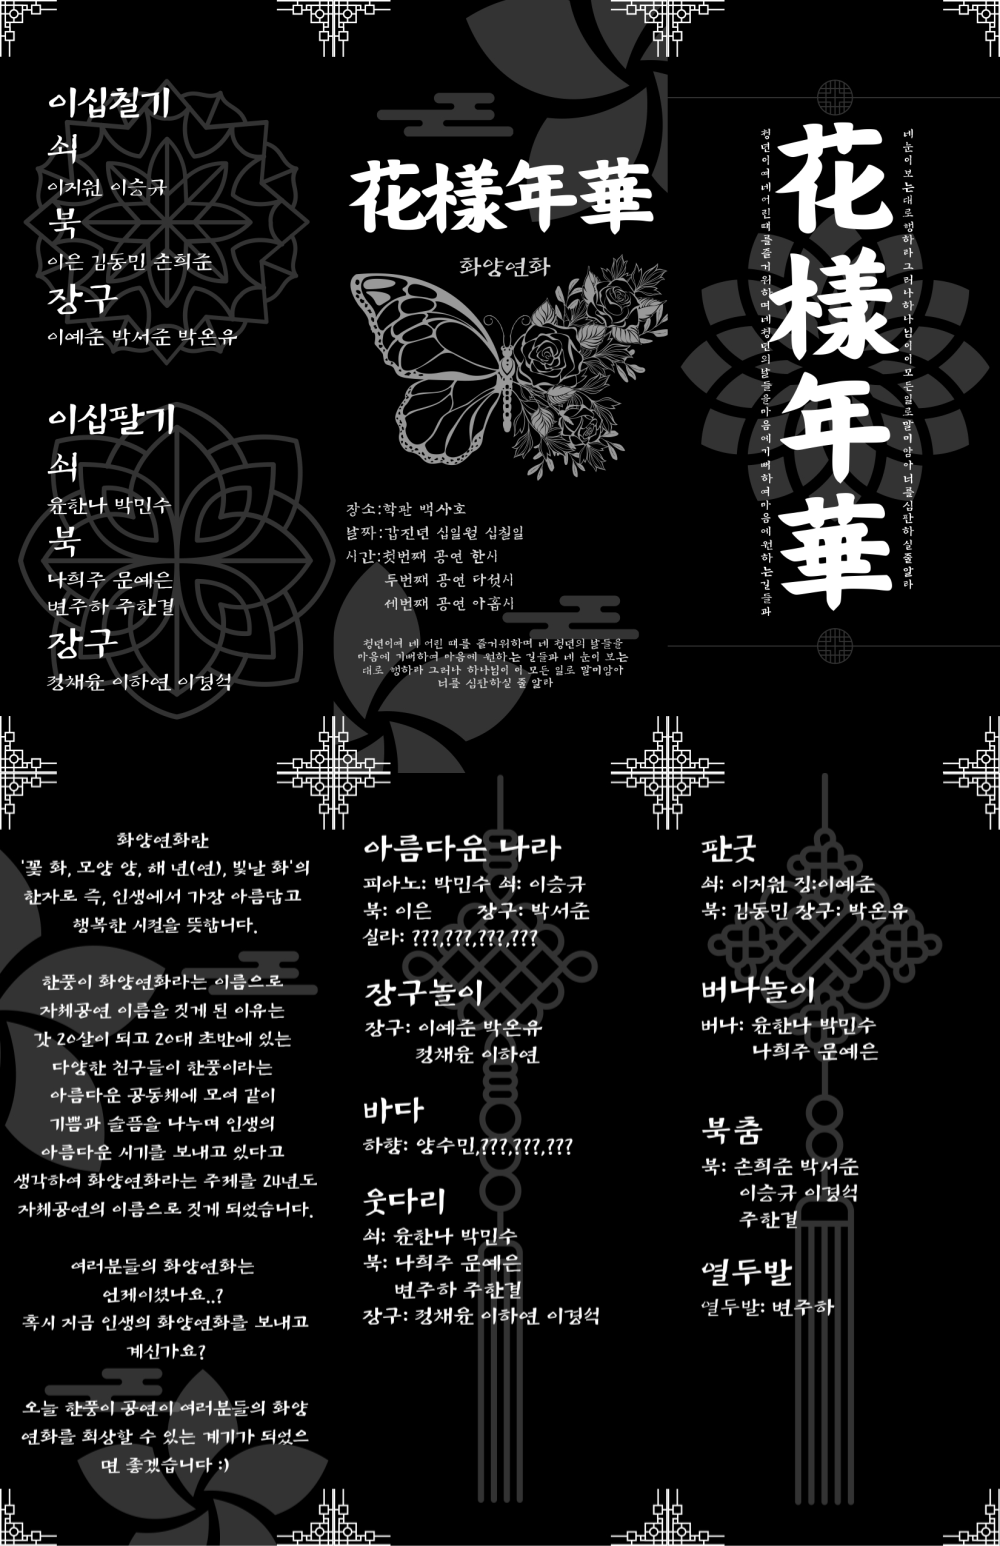 이십칠기
쇠
이지원 이승규
북
이은 김동민 손희준
장구
이예준 박서준 박온유
이십팔기
쇠
윤한나 박민수
북
나희주 문예은
변주하 주한결
장구
정채윤 이하연 이경석
花樣年華
화양연화
장소:학관 백사호
날짜:갑진년 십일월 십칠일
시간:첫번째 공연 한시
두번째 공연 다섯시
세번째 공연 아홉시
청년이여 네 어린 때를 즐거워하며 네 청년의 날들을
마음에 기뻐하여 마음에 원하는 길들과 네 눈이 보는
대로 행하라 그러나 하나님이 이 모든 일로 말미암아
너를 심판하실 줄 알라
네눈이보는대로행하라그러나하나님이이모든일로말미암아너를심판하실줄알라
花樣年華
청년이여네어린때를즐거워하며네청년의날들을마음에기뻐하여마음에원하는길들과
화양연화란
'꽃 화, 모양 양, 해 년(연), 빛날 화'의
한자로 즉, 인생에서 가장 아름답고
행복한 시절을 뜻합니다.
한풍이 화양연화라는 이름으로
자체공연 이름을 짓게 된 이유는
갓 20살이 되고 20대 초반에 있는
다양한 친구들이 한풍이라는
아름다운 공동체에 모여 같이
기쁨과 슬픔을 나누며 인생의
아름다운 시기를 보내고 있다고
생각하여 화양연화라는 주제를 24년도
자체공연의 이름으로 짓게 되었습니다.
여러분들의 화양연화는
언제이셨나요..?
혹시 지금 인생의 화양연화를 보내고
계신가요?
오늘 한풍이 공연이 여러분들의 화양
연화를 회상할 수 있는 계기가 되었으
면 좋겠습니다 :)
아름다운 나라
피아노: 박민수 쇠: 이승규
북: 이은 장구: 박서준
실라: ???,???,???,???
장구놀이
장구: 이예준 박온유
정채윤 이하연
바다
하향: 양수민,???,???,???
웃다리
쇠: 윤한나 박민수
북: 나희주 문예은
변주하 주한결
장구: 정채윤 이하연 이경석
판굿
쇠: 이지원 징:이예준
북: 김동민 장구: 박온유
버나놀이
버나: 윤한나 박민수
나희주 문예은
북춤
북: 손희준 박서준
이승규 이경석
주한결
열두발
열두발: 변주하